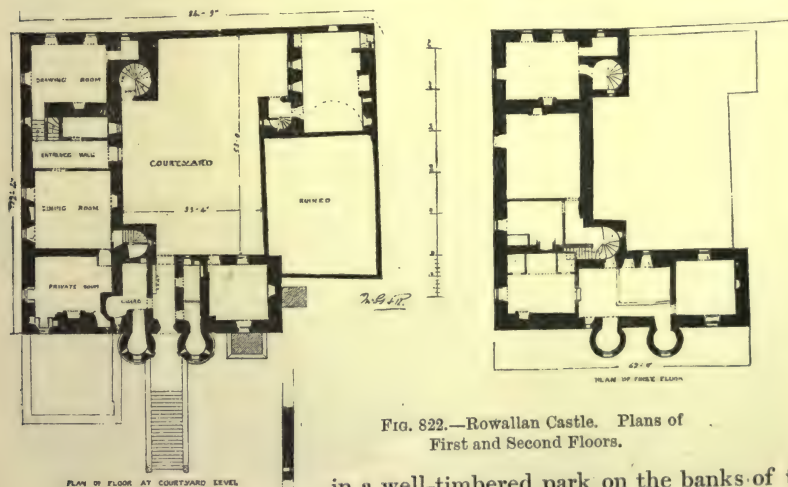 DRAWING ROOM
ENTRANCE HALL
DINING ROOM
PRIVATE ROOM
GUARD
COURTYARD
RUINED
PLAN OF FLOOR AT COURTYARD LEVEL
PLAN OF FIRST FLOOR
FIG. 822.—Rowallan Castle. Plans of
First and Second Floors.
in a well-timbered park on the banks of